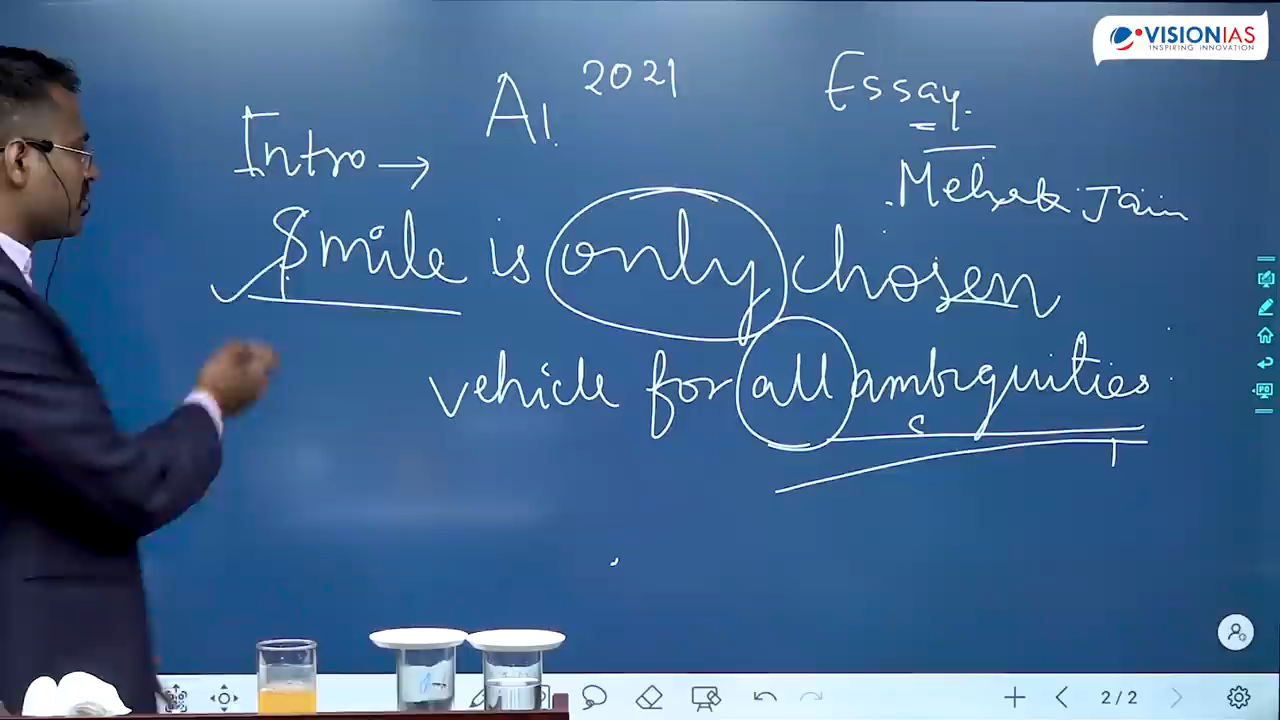 VISIONIAS
INSPIRING INNOVATION
A1 2021
Essay
Intro →
Mehak Jain
Smile is only chosen
vehicle for all ambiguities
2/2